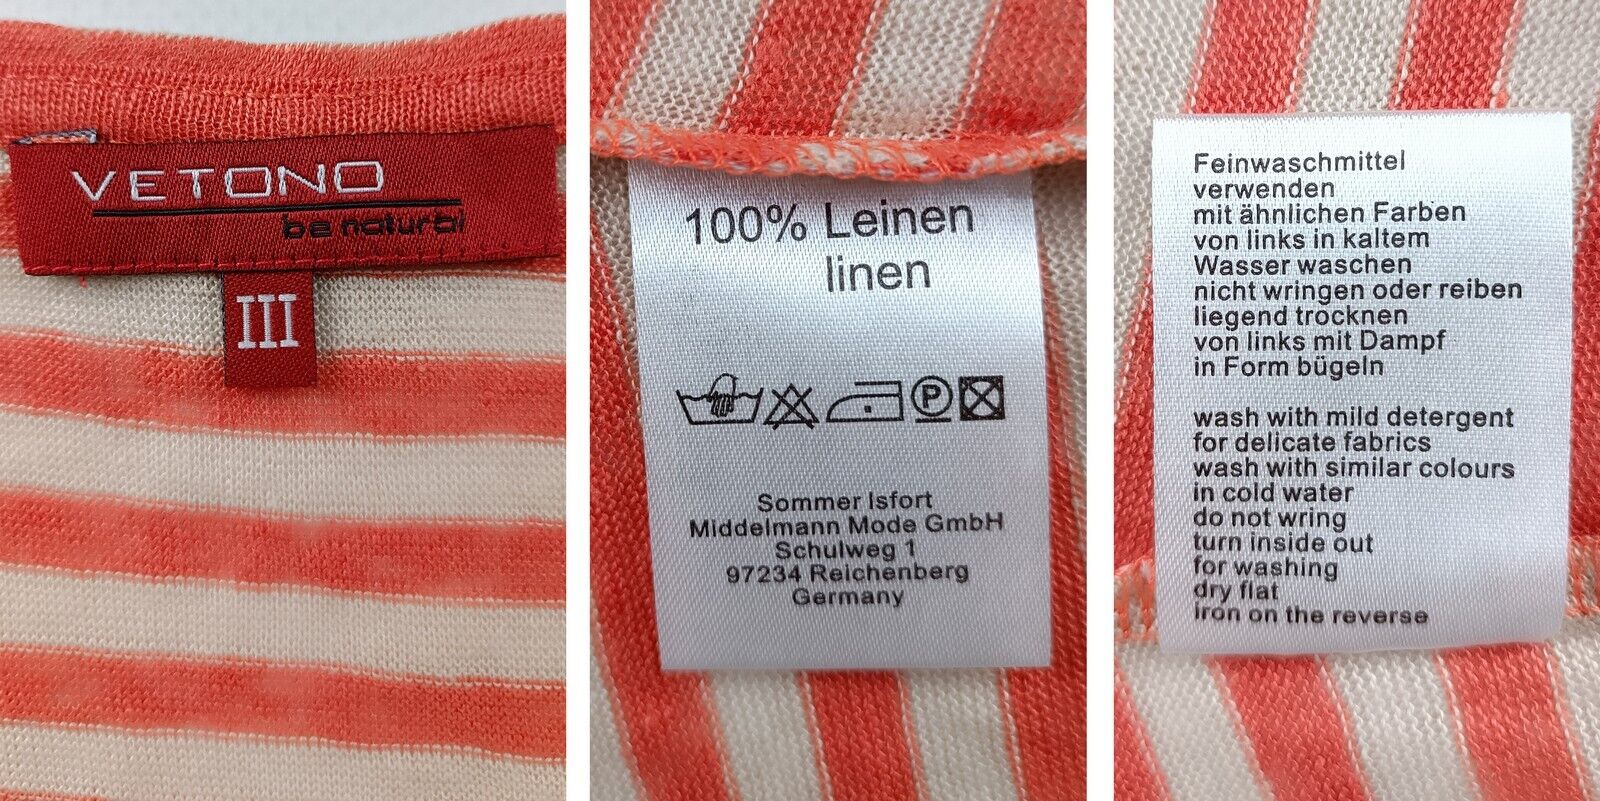 VETONO
be natural
III
100% Leinen
linen
P
Sommer Isfort
Middelmann Mode GmbH
Schulweg 1
97234 Reichenberg
Germany
Feinwaschmittel
verwenden
mit ähnlichen Farben
von links in kaltem
Wasser waschen
nicht wringen oder reiben
liegend trocknen
von links mit Dampf
in Form bügeln
wash with mild detergent
for delicate fabrics
wash with similar colours
in cold water
do not wring
turn inside out
for washing
dry flat
iron on the reverse